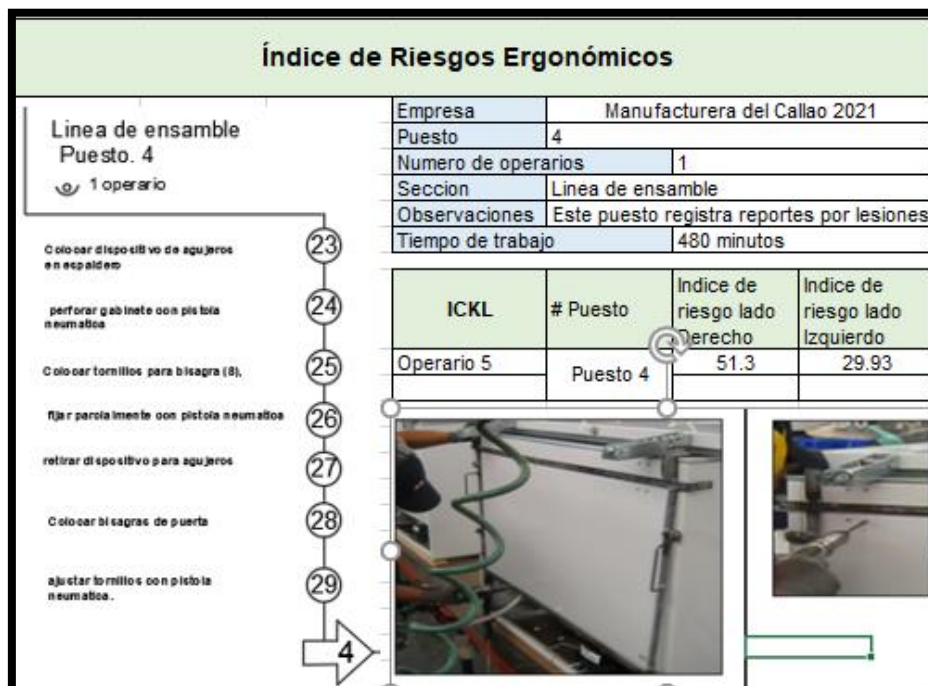 Índice de Riesgos Ergonómicos
Linea de ensamble
Puesto. 4
1 operario
23
Colocar dispositivo de agujeros
en espaldero
24
perforar gabinete con pistola
neumatica
25
Colocar tornillos para bisagra (8),
26
fijar parcialmente con pistola neumatica
27
retirar dispositivo para agujeros
28
Colocar bisagras de puerta
29
ajustar tornillos con pistola
neumatica.
4
Empresa Manufacturera del Callao 2021
Puesto 4
Numero de operarios 1
Seccion Linea de ensamble
Observaciones Este puesto registra reportes por lesiones
Tiempo de trabajo 480 minutos
ICKL # Puesto Indice de riesgo lado Derecho Indice de riesgo lado Izquierdo
Operario 5 Puesto 4 51.3 29.93